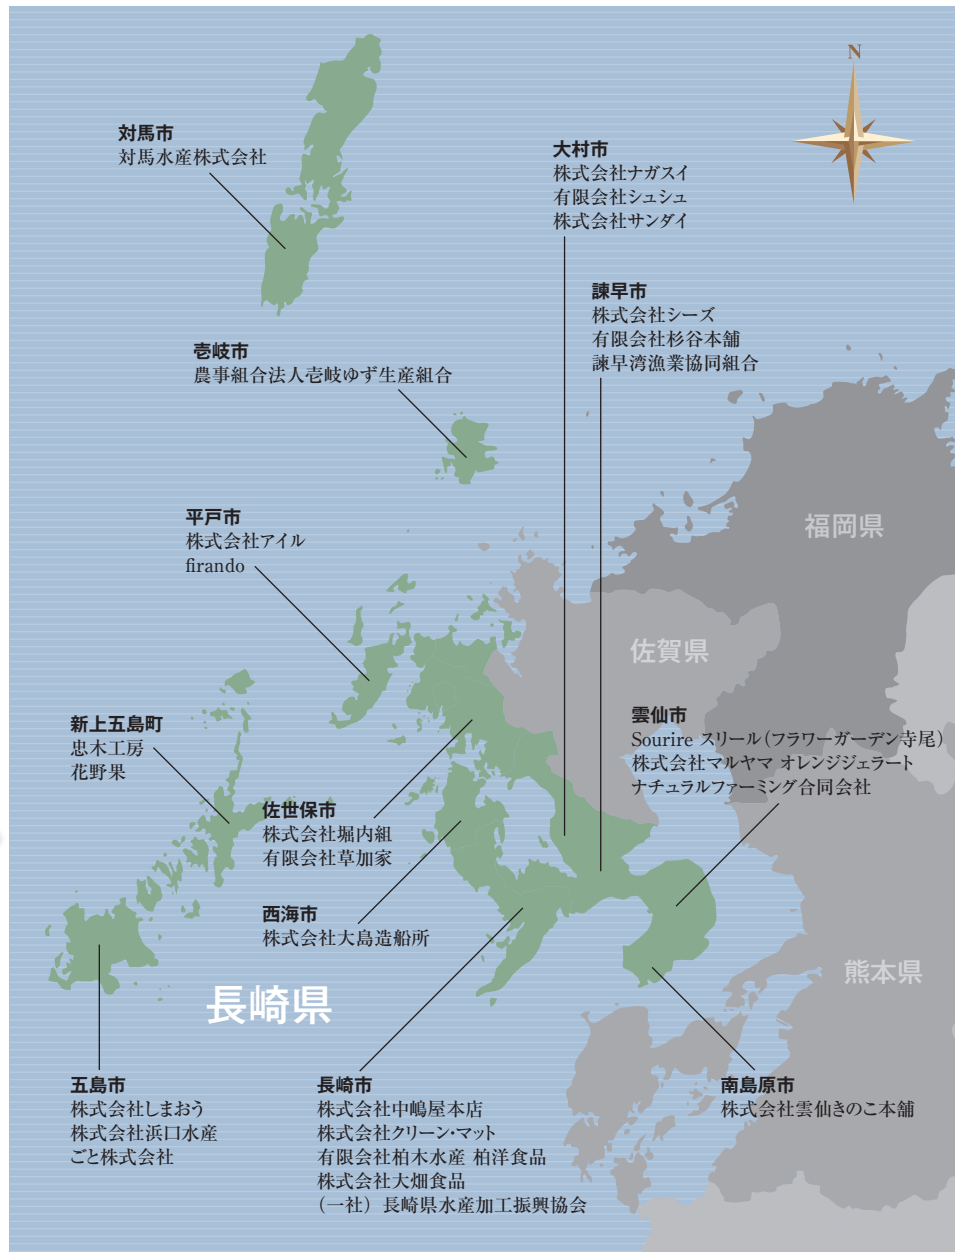 N
対馬市
対馬水産株式会社
大村市
株式会社ナガスイ
有限会社シュシュ
株式会社サンダイ
諫早市
株式会社シーズ
有限会社杉谷本舗
諫早湾漁業協同組合
壱岐市
農事組合法人壱岐ゆず生産組合
平戸市
株式会社アイル
firando
福岡県
佐賀県
新上五島町
忠木工房
花野果
雲仙市
Sourire スリール（フラワーガーデン寺尾）
株式会社マルヤマ オレンジジェラート
ナチュラルファーミング合同会社
佐世保市
株式会社堀内組
有限会社草加家
西海市
株式会社大島造船所
熊本県
長崎県
五島市
株式会社しまおう
株式会社浜口水産
ごと株式会社
長崎市
株式会社中嶋屋本店
株式会社クリーン・マット
有限会社柏木水産 柏洋食品
株式会社大畑食品
（一社）長崎県水産加工振興協会
南島原市
株式会社雲仙きのこ本舗